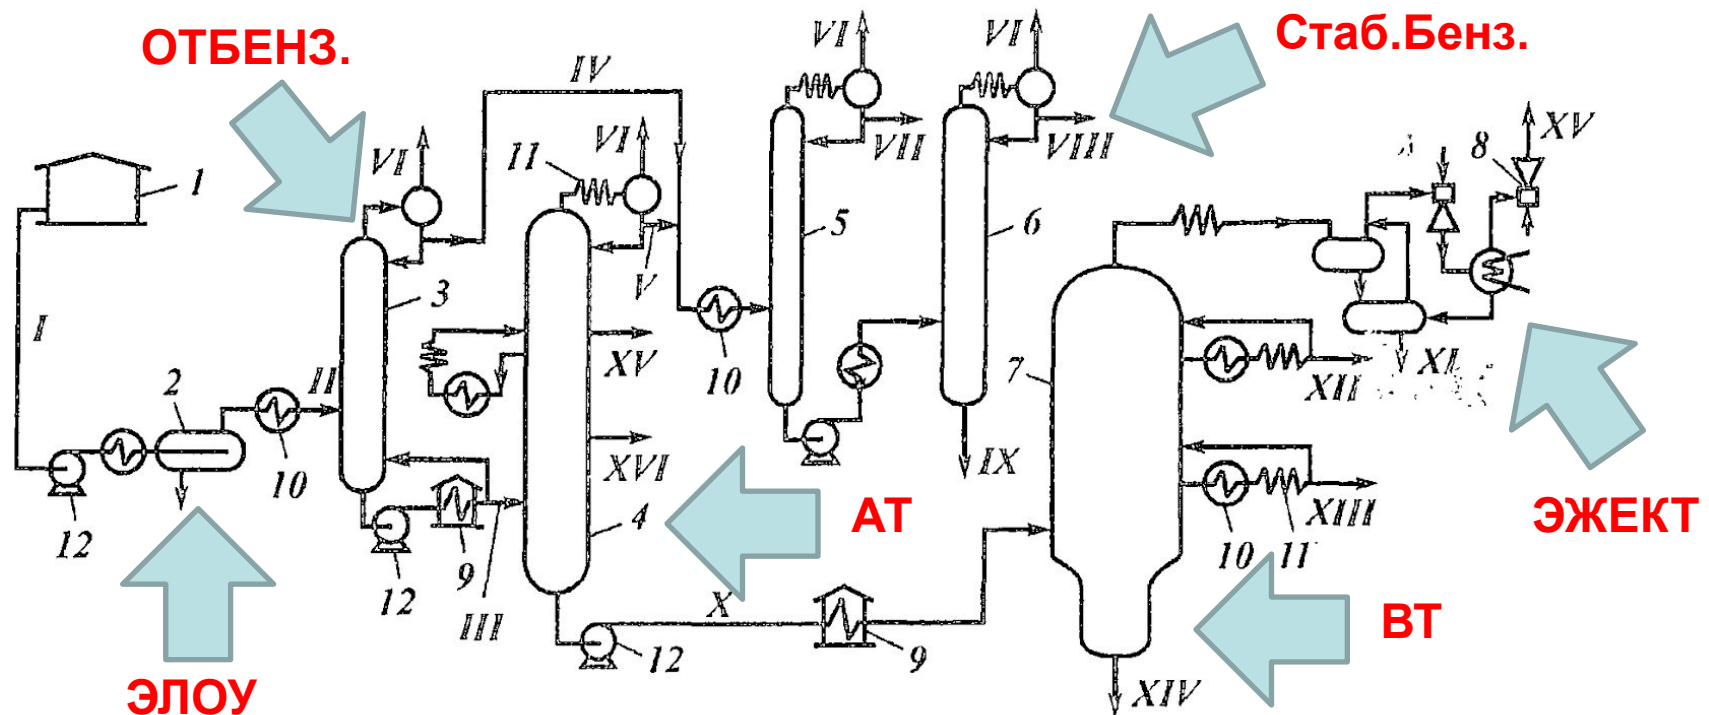 ОТБЕНЗ.
Стаб.Бенз.
IV
VI
VI
VI
VI
11
VII
VIII
XV
8
1
5
6
3
V
I
II
2
10
XV
10
7
XI
XII
XVI
IX
4
АТ
XIII
ЭЖЕКТ
12
12
9
III
10
11
X
12
9
ВТ
ЭЛОУ
XIV